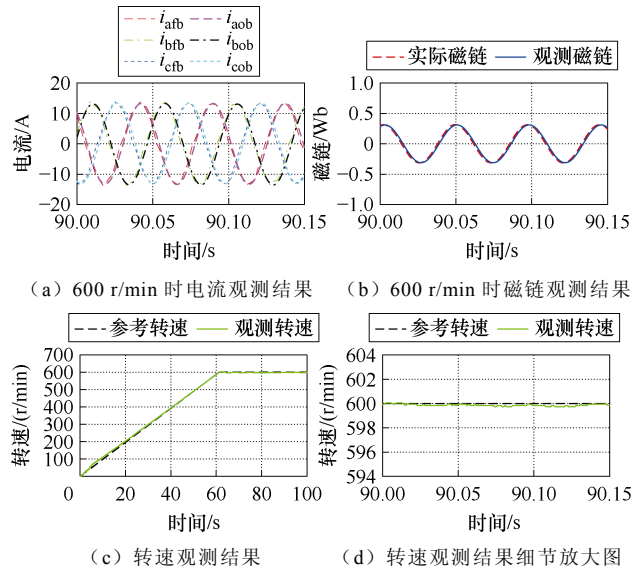 iafb iaob
ibfb ibob
icfb icob
实际磁链 观测磁链
20
10
0
−10
−20
电流/A
90.00 90.05 90.10 90.15
时间/s
1.0
0.5
0
−0.5
−1.0
磁链/Wb
90.00 90.05 90.10 90.15
时间/s
（a）600 r/min 时电流观测结果
（b）600 r/min 时磁链观测结果
参考转速 观测转速
700
600
500
400
300
200
100
转速/(r/min)
0 20 40 60 80 100
时间/s
（c）转速观测结果
参考转速 观测转速
604
602
600
598
596
594
转速/(r/min)
90.00 90.05 90.10 90.15
时间/s
（d）转速观测结果细节放大图